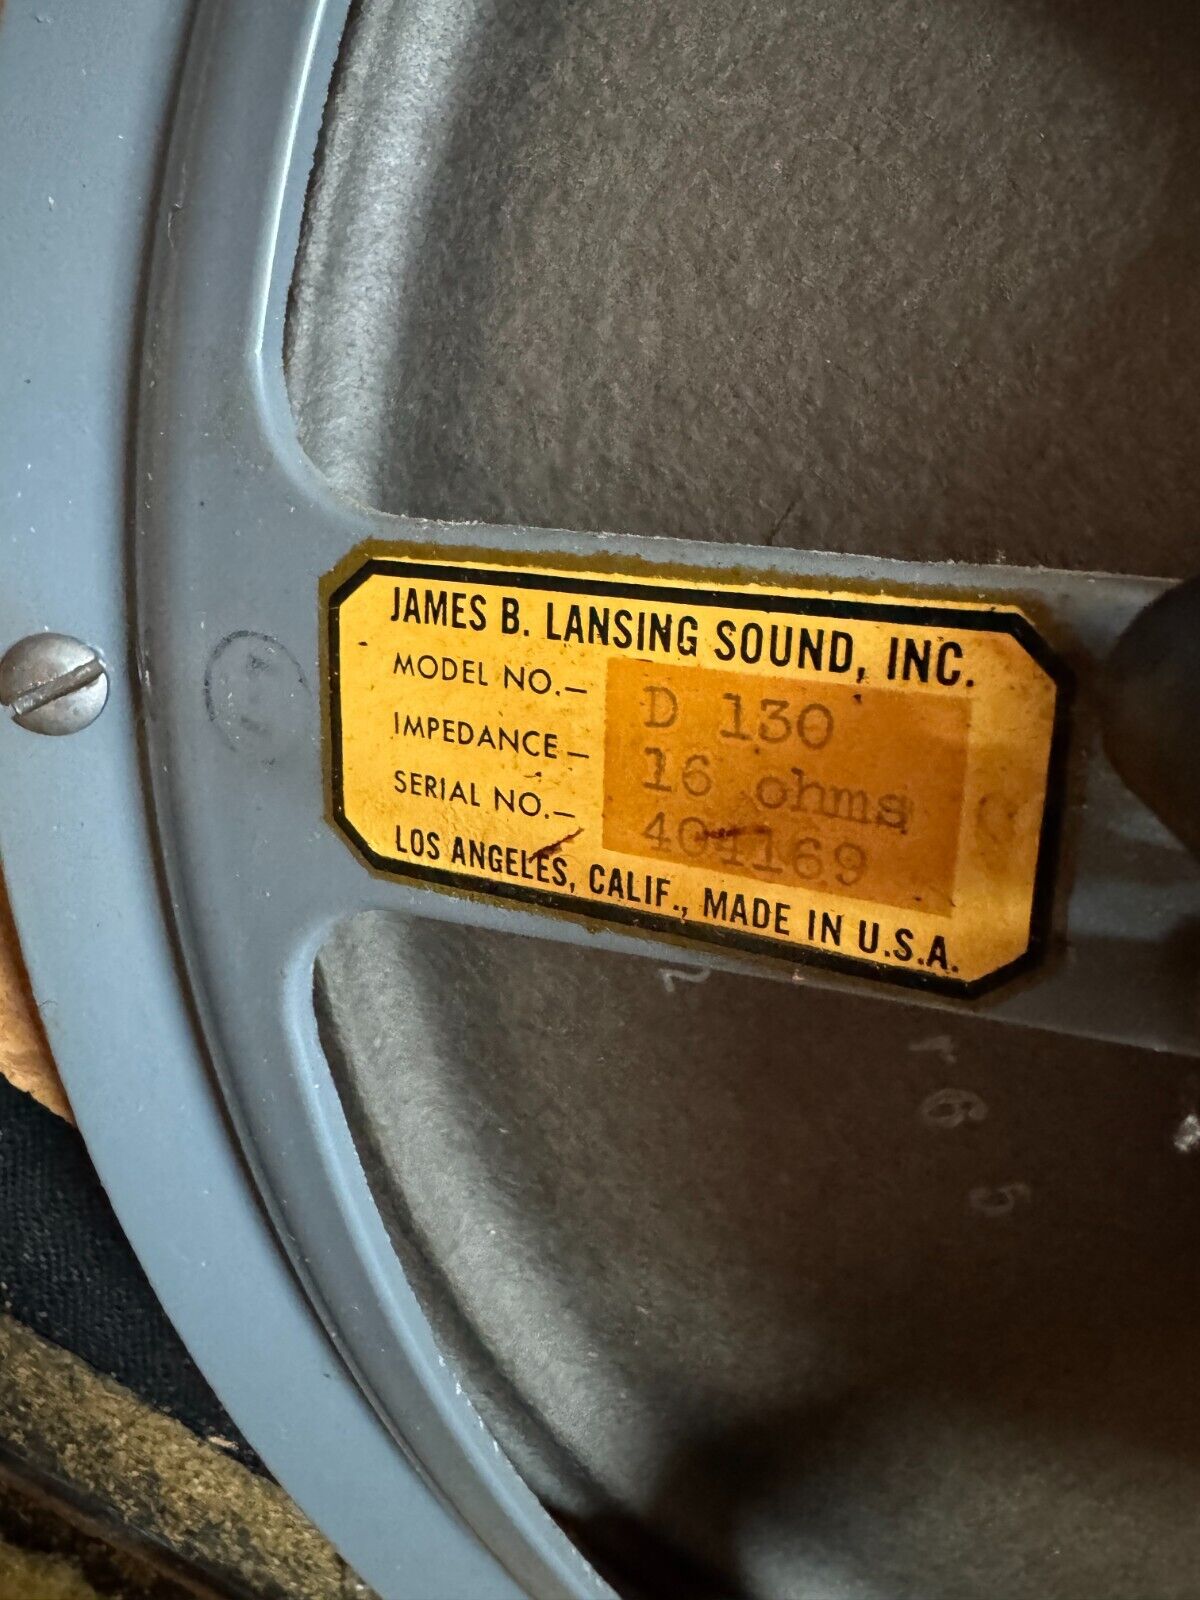 JAMES B. LANSING SOUND, INC.
MODEL NO.– D 130
IMPEDANCE – 16 ohms
SERIAL NO.– 404169
LOS ANGELES, CALIF., MADE IN U.S.A.